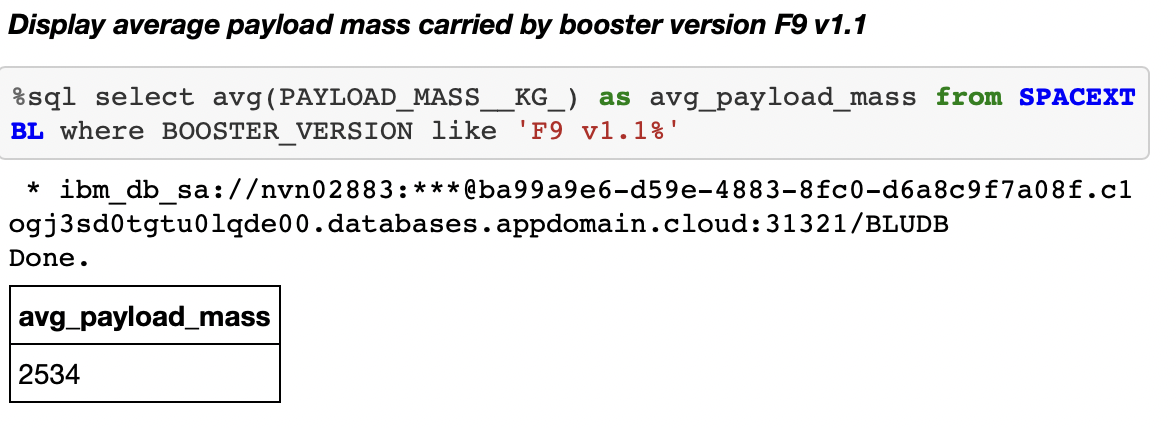 Display average payload mass carried by booster version F9 v1.1
%sql select avg(PAYLOAD_MASS__KG_) as avg_payload_mass from SPACEXT
BL where BOOSTER_VERSION like 'F9 v1.1%'
* ibm_db_sa://nvn02883:***@ba99a9e6-d59e-4883-8fc0-d6a8c9f7a08f.c1
ogj3sd0tgtu0lqde00.databases.appdomain.cloud:31321/BLUDB
Done.
avg_payload_mass
2534